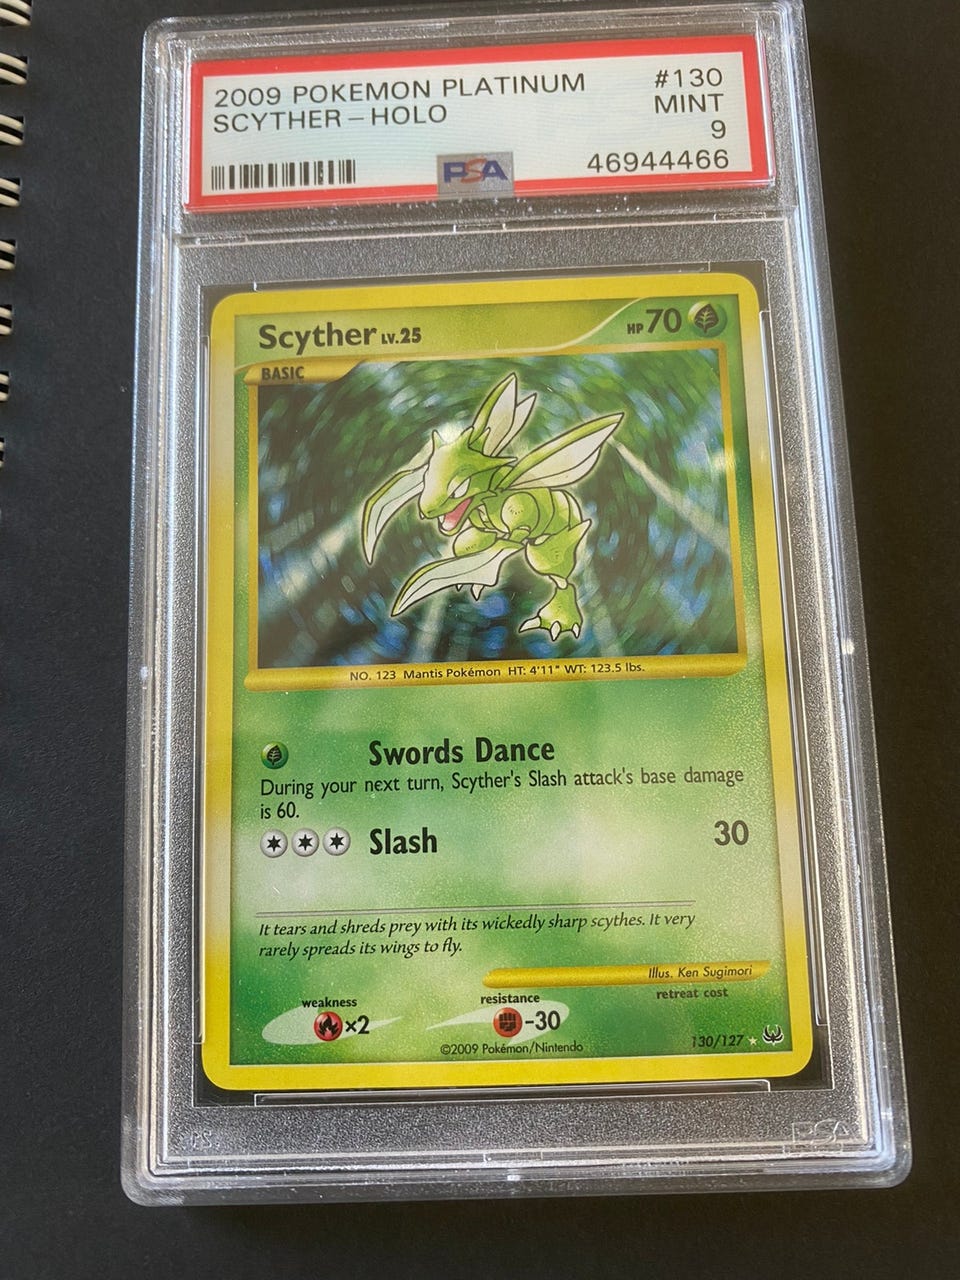 2009 POKEMON PLATINUM #130
SCYTHER – HOLO MINT
9
PSA 46944466
Scyther LV.25 HP 70
BASIC
NO. 123 Mantis Pokémon HT: 4'11" WT: 123.5 lbs.
Swords Dance
During your next turn, Scyther's Slash attack's base damage
is 60.
Slash 30
It tears and shreds prey with its wickedly sharp scythes. It very
rarely spreads its wings to fly.
Illus. Ken Sugimori
weakness resistance retreat cost
×2 -30
©2009 Pokémon/Nintendo 130/127
PSA